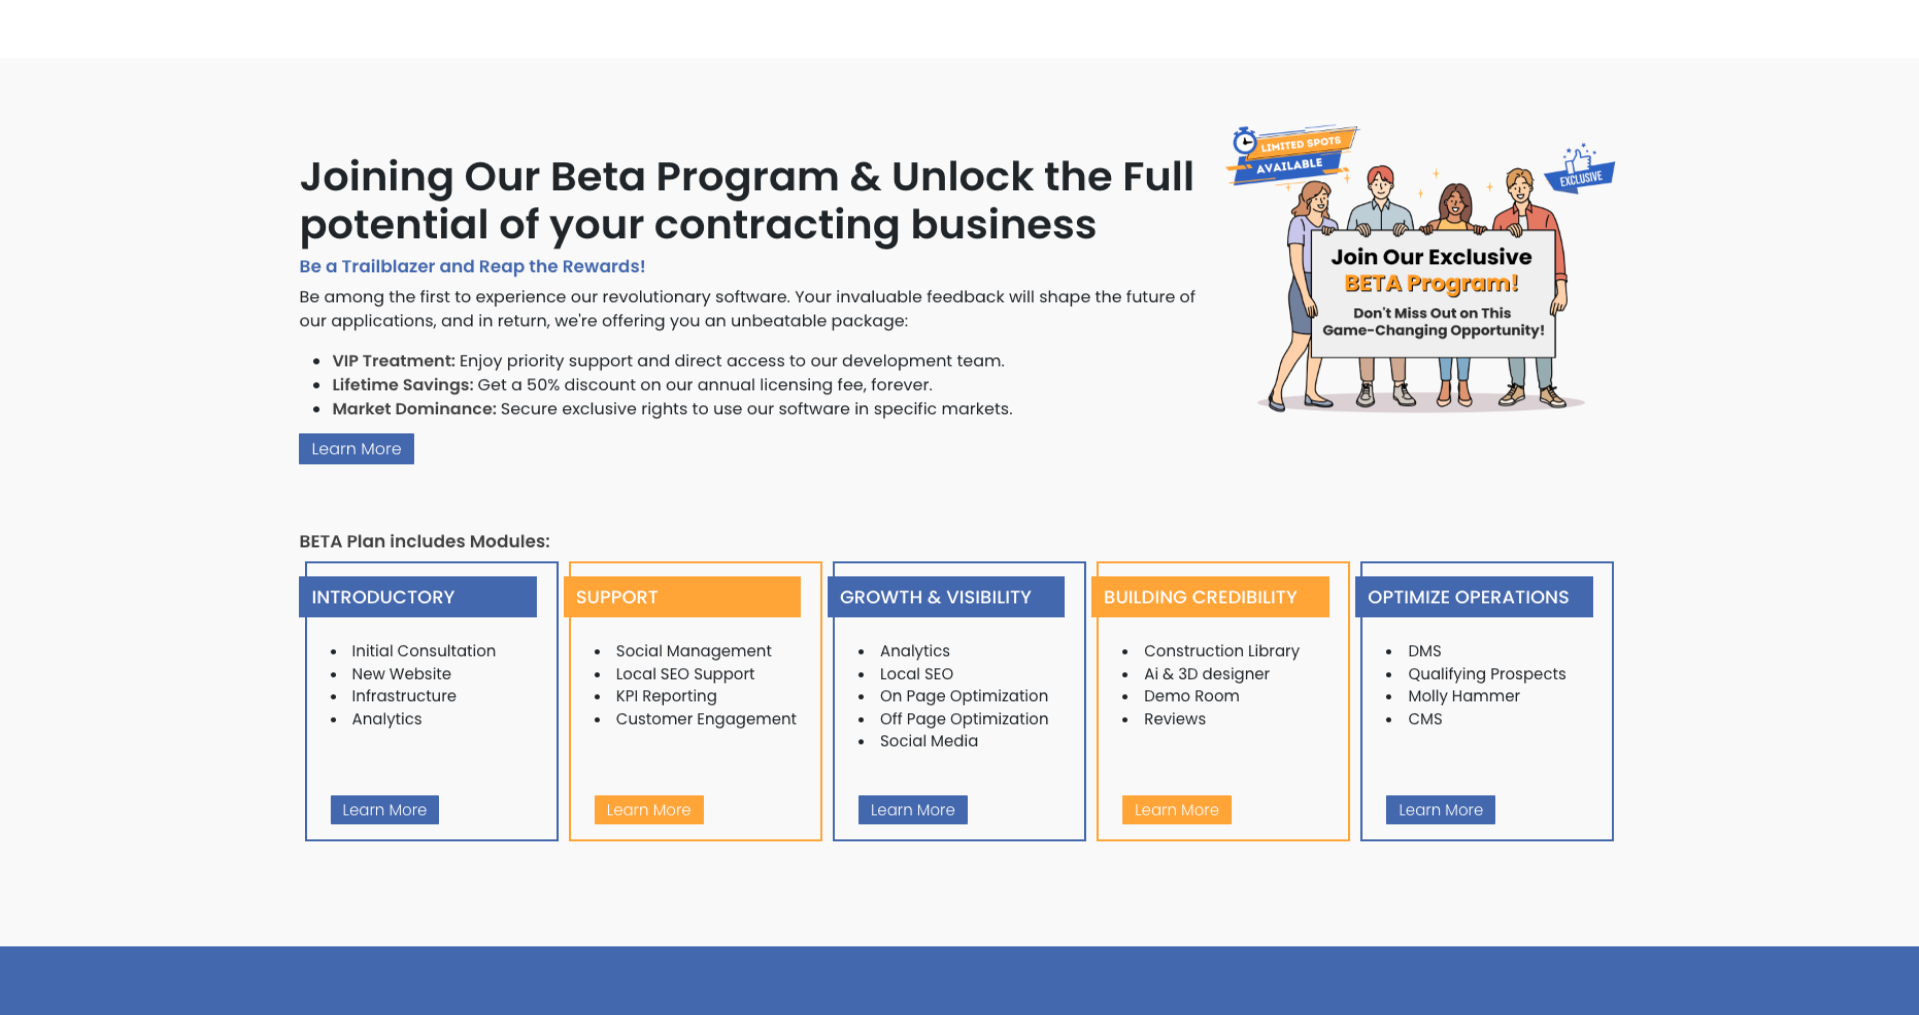 Joining Our Beta Program & Unlock the Full
potential of your contracting business
Be a Trailblazer and Reap the Rewards!
Be among the first to experience our revolutionary software. Your invaluable feedback will shape the future of
our applications, and in return, we're offering you an unbeatable package:
• VIP Treatment: Enjoy priority support and direct access to our development team.
• Lifetime Savings: Get a 50% discount on our annual licensing fee, forever.
• Market Dominance: Secure exclusive rights to use our software in specific markets.
Learn More
LIMITED SPOTS
AVAILABLE
EXCLUSIVE
Join Our Exclusive
BETA Program!
Don't Miss Out on This
Game-Changing Opportunity!
BETA Plan includes Modules:
INTRODUCTORY
• Initial Consultation
• New Website
• Infrastructure
• Analytics
Learn More
SUPPORT
• Social Management
• Local SEO Support
• KPI Reporting
• Customer Engagement
Learn More
GROWTH & VISIBILITY
• Analytics
• Local SEO
• On Page Optimization
• Off Page Optimization
• Social Media
Learn More
BUILDING CREDIBILITY
• Construction Library
• Ai & 3D designer
• Demo Room
• Reviews
Learn More
OPTIMIZE OPERATIONS
• DMS
• Qualifying Prospects
• Molly Hammer
• CMS
Learn More